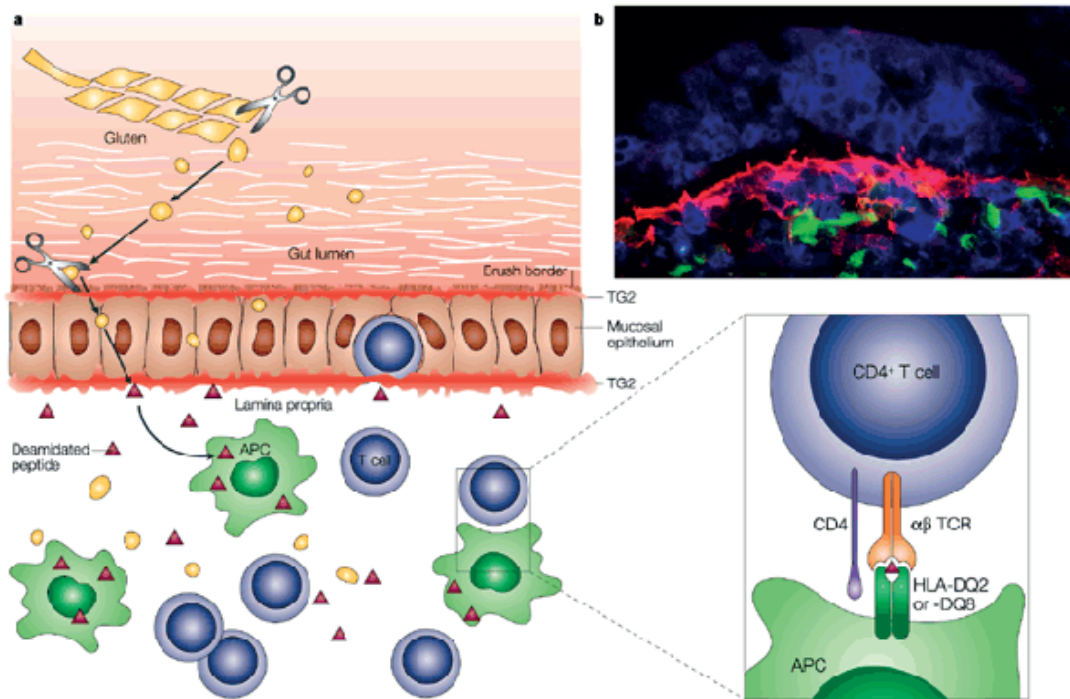 a
b
Gluten
Gut lumen
Brush border
TG2
Mucosal
epithelium
TG2
Lamina propria
Deamidated
peptide
APC
T cell
CD4+ T cell
CD4
αβ TCR
HLA-DQ2
or -DQ8
APC